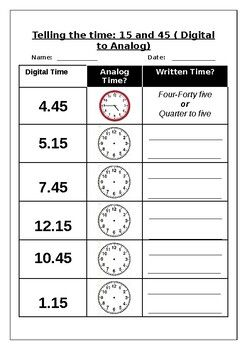 Telling the time: 15 and 45 ( Digital
to Analog)
Name: Date:
Digital Time Analog Time? Written Time?
4.45 Four-Forty five
or
Quarter to five
5.15
7.45
12.15
10.45
1.15